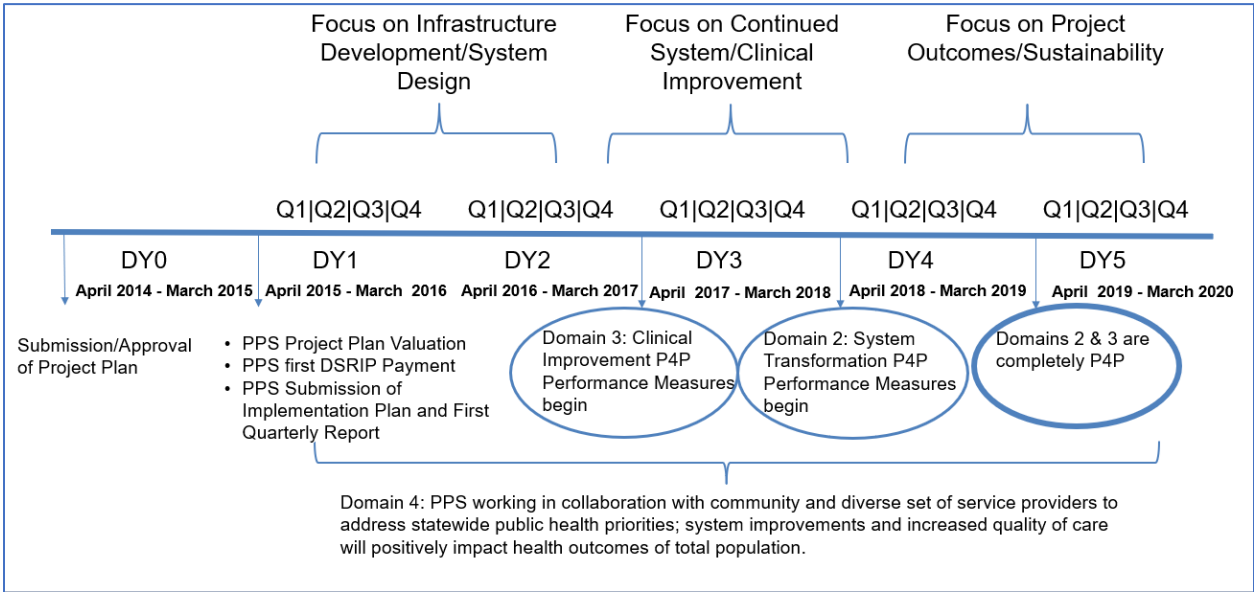 Focus on Infrastructure
Development/System
Design
Focus on Continued
System/Clinical
Improvement
Focus on Project
Outcomes/Sustainability
Q1|Q2|Q3|Q4
Q1|Q2|Q3|Q4
Q1|Q2|Q3|Q4
Q1|Q2|Q3|Q4
Q1|Q2|Q3|Q4
DY0
DY1
DY2
DY3
DY4
DY5
April 2014 - March 2015
April 2015 - March 2016
April 2016 - March 2017
April 2017 - March 2018
April 2018 - March 2019
April 2019 - March 2020
Submission/Approval
of Project Plan
• PPS Project Plan Valuation
• PPS first DSRIP Payment
• PPS Submission of
Implementation Plan and First
Quarterly Report
Domain 3: Clinical
Improvement P4P
Performance Measures
begin
Domain 2: System
Transformation P4P
Performance Measures
begin
Domains 2 & 3 are
completely P4P
Domain 4: PPS working in collaboration with community and diverse set of service providers to
address statewide public health priorities; system improvements and increased quality of care
will positively impact health outcomes of total population.